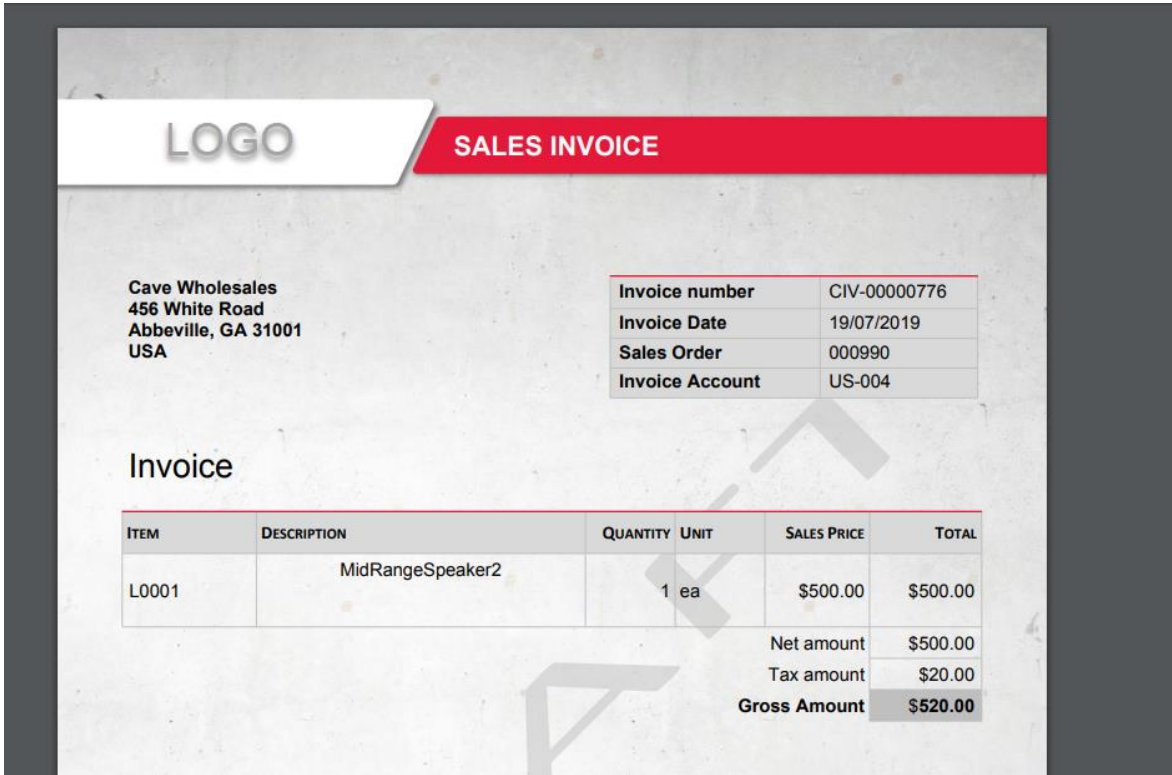 LOGO
SALES INVOICE
Cave Wholesales
456 White Road
Abbeville, GA 31001
USA
Invoice number CIV-00000776
Invoice Date 19/07/2019
Sales Order 000990
Invoice Account US-004
Invoice
ITEM DESCRIPTION QUANTITY UNIT SALES PRICE TOTAL
MidRangeSpeaker2
L0001 1 ea $500.00 $500.00
Net amount $500.00
Tax amount $20.00
Gross Amount $520.00